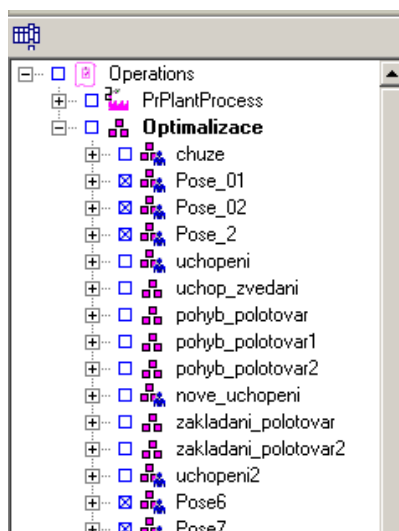 Operations
PrPlantProcess
Optimalizace
chuze
Pose_01
Pose_02
Pose_2
uchopeni
uchop_zvedani
pohyb_polotovar
pohyb_polotovar1
pohyb_polotovar2
nove_uchopeni
zakladani_polotovar
zakladani_polotovar2
uchopeni2
Pose6
Pose7